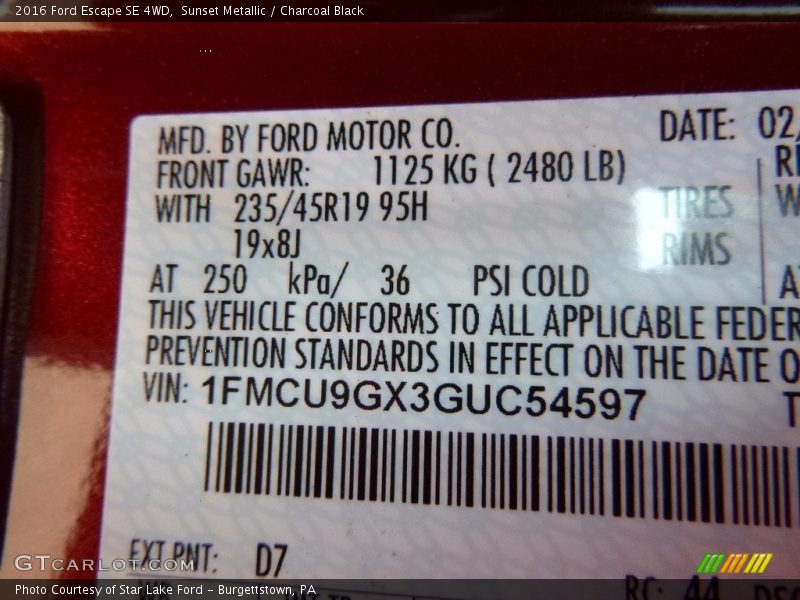 2016 Ford Escape SE 4WD,  Sunset Metallic / Charcoal Black
MFD. BY FORD MOTOR CO. DATE: 02
FRONT GAWR: 1125 KG ( 2480 LB)
WITH 235/45R19 95H TIRES
19x8J RIMS
AT 250 kPa/ 36 PSI COLD
THIS VEHICLE CONFORMS TO ALL APPLICABLE FEDER
PREVENTION STANDARDS IN EFFECT ON THE DATE O
VIN: 1FMCU9GX3GUC54597
EXT PNT: D7
RC: 44
GTcarlot.com
Photo Courtesy of Star Lake Ford – Burgettstown, PA